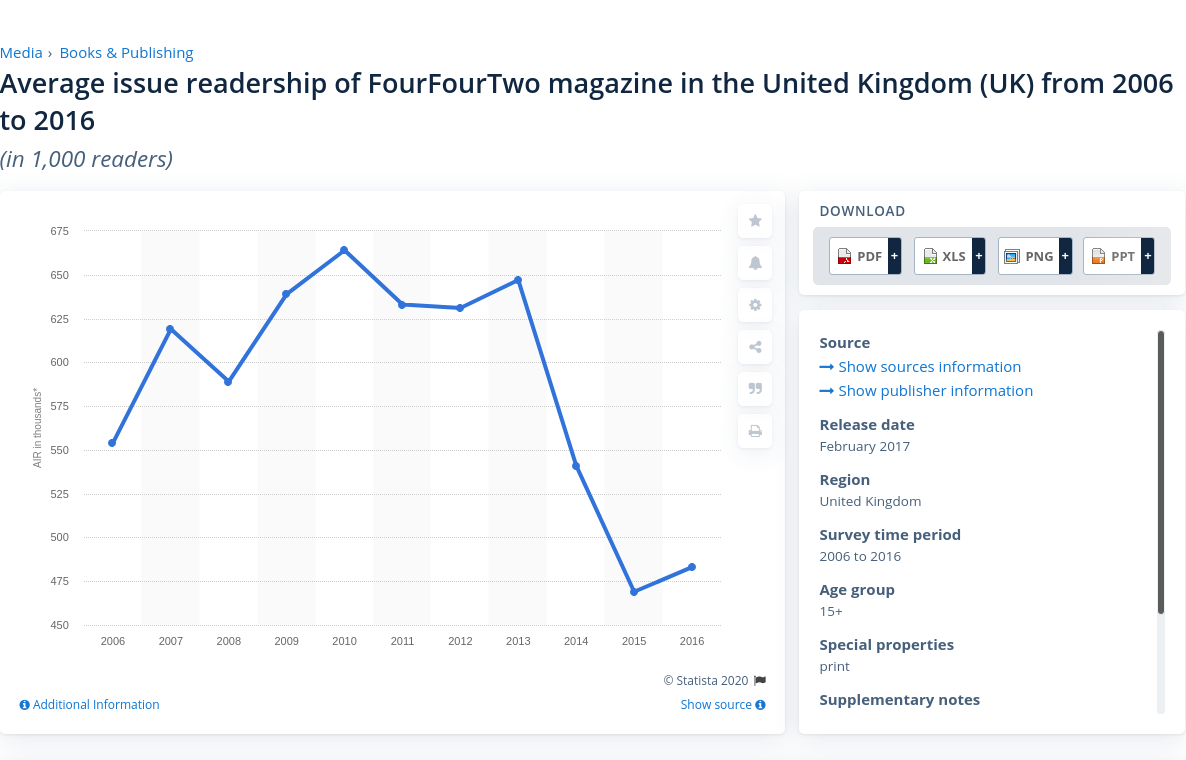 Media › Books & Publishing
Average issue readership of FourFourTwo magazine in the United Kingdom (UK) from 2006
to 2016
(in 1,000 readers)
675
650
625
600
575
550
525
500
475
450
AIR in thousands*
2006 2007 2008 2009 2010 2011 2012 2013 2014 2015 2016
© Statista 2020
Additional Information
Show source
DOWNLOAD
PDF + XLS + PNG + PPT +
Source
Show sources information
Show publisher information
Release date
February 2017
Region
United Kingdom
Survey time period
2006 to 2016
Age group
15+
Special properties
print
Supplementary notes